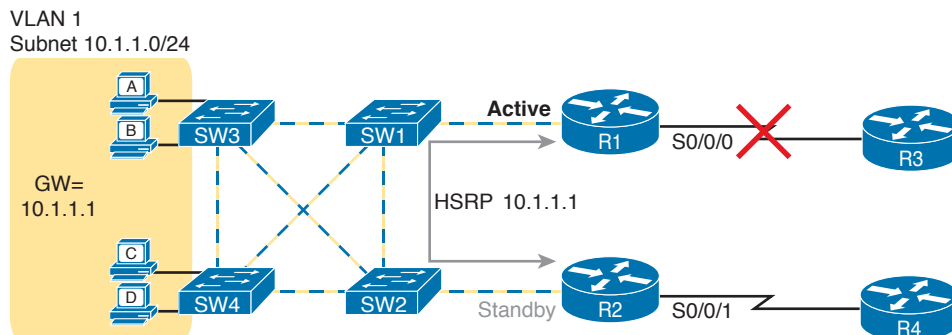 VLAN 1
Subnet 10.1.1.0/24
A
B
SW3
SW1
Active
R1
S0/0/0
R3
GW=
10.1.1.1
HSRP 10.1.1.1
C
D
SW4
SW2
Standby
R2
S0/0/1
R4